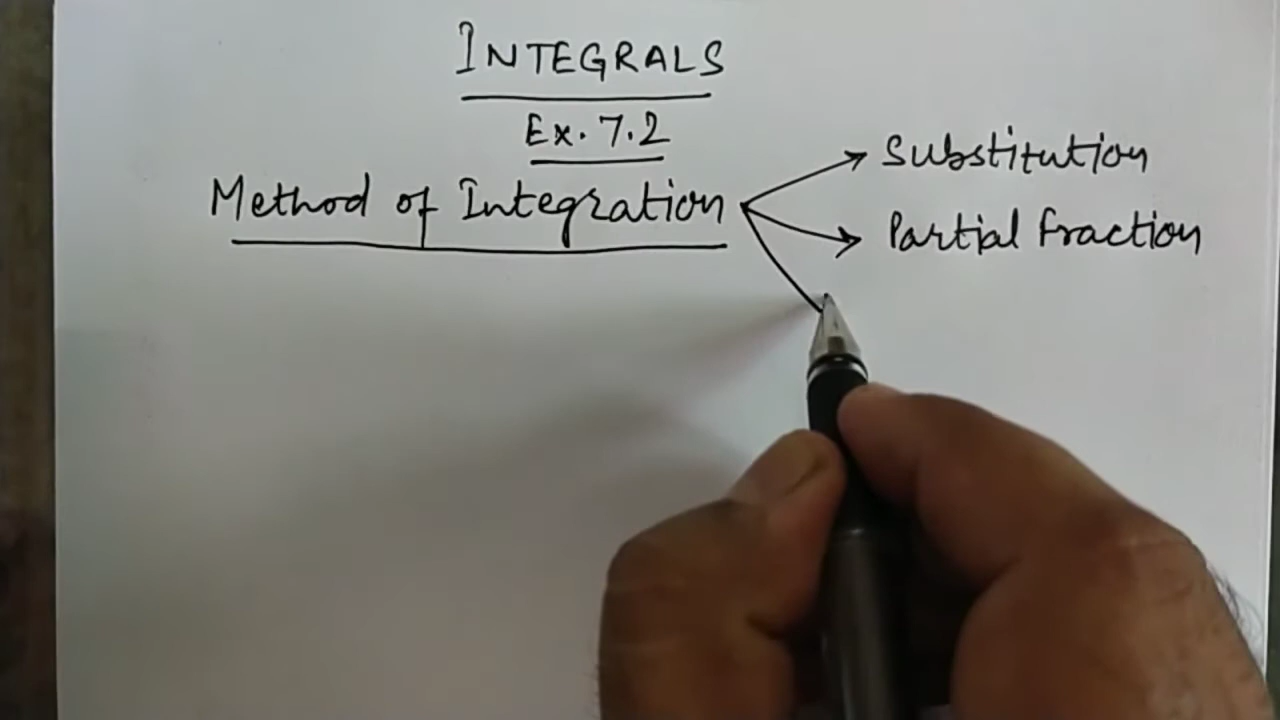 INTEGRALS
Ex. 7.2
Method of Integration
Substitution
Partial Fraction